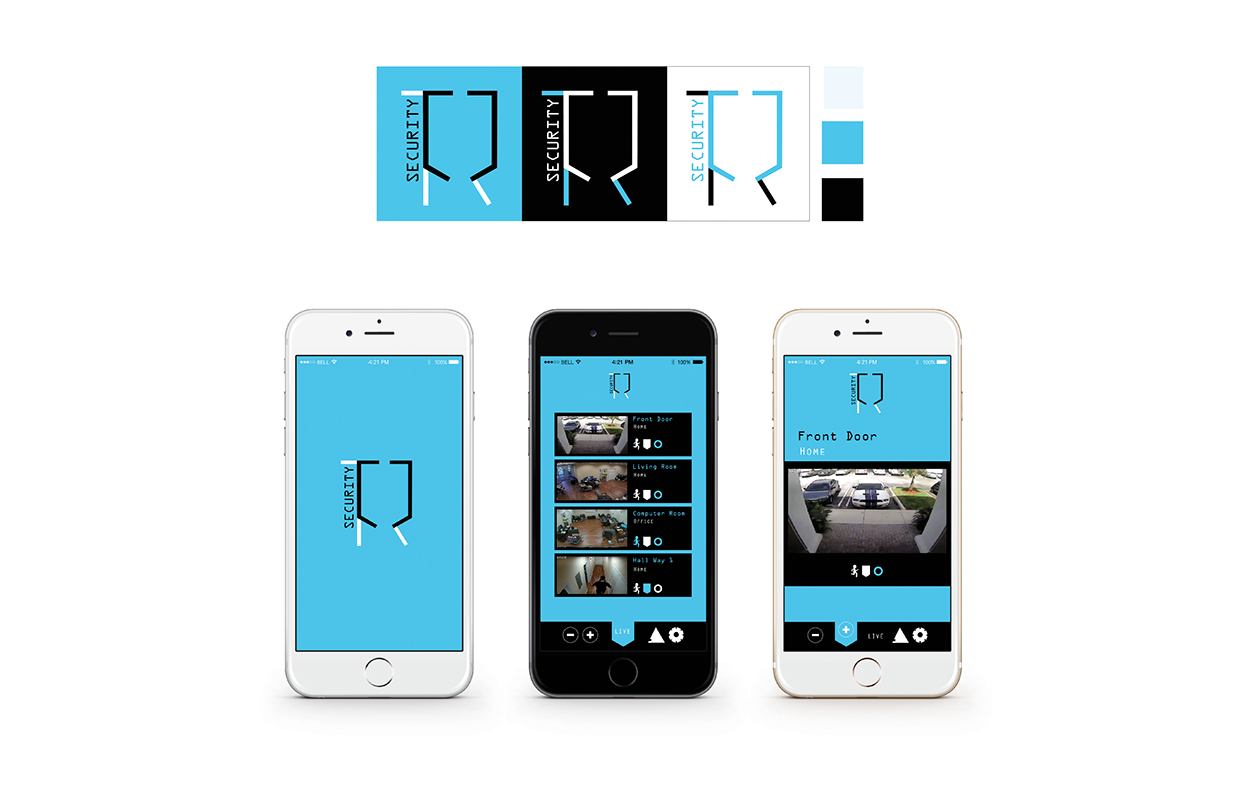 SECURITY
SECURITY
SECURITY
BELL 4:21 PM 100%
SECURITY
BELL 4:21 PM 100%
SECURITY
Front Door
HOME
Living Room
HOME
Computer Room
OFFICE
Hall Way 1
HOME
LIVE
BELL 4:21 PM 100%
SECURITY
Front Door
HOME
LIVE